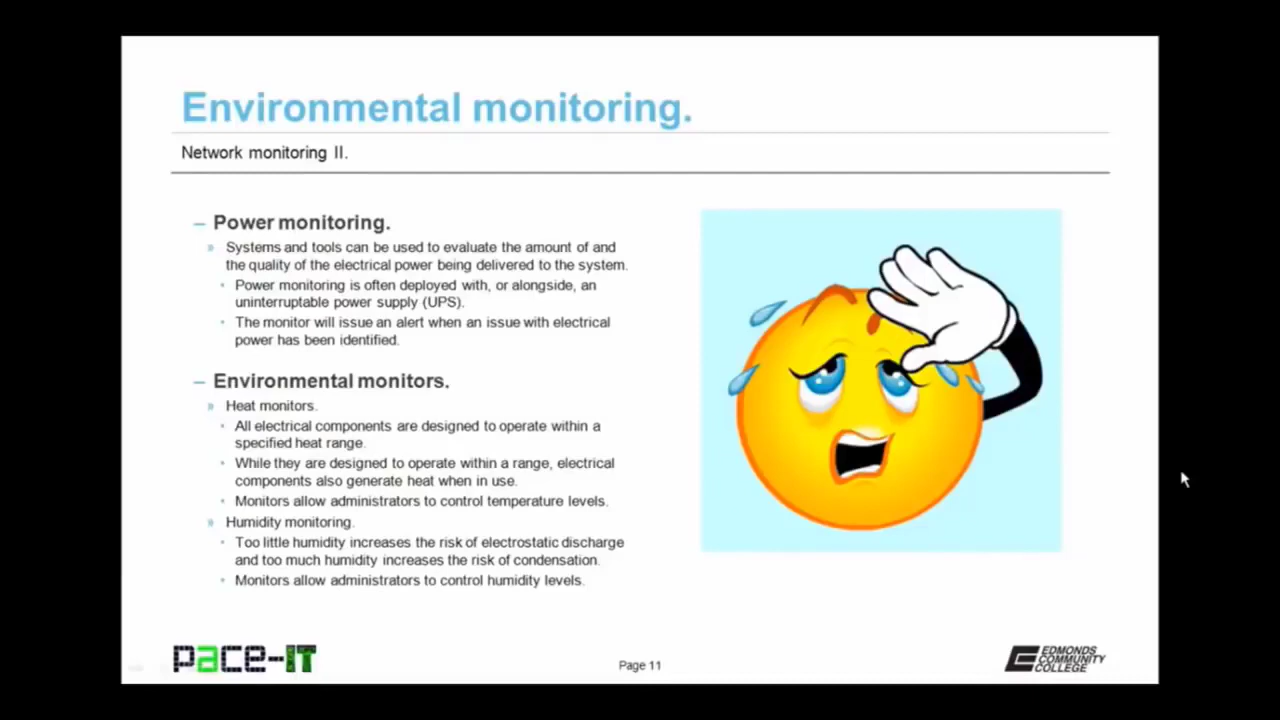 Environmental monitoring.
Network monitoring II.
– Power monitoring.
» Systems and tools can be used to evaluate the amount of and
the quality of the electrical power being delivered to the system.
• Power monitoring is often deployed with, or alongside, an
uninterruptable power supply (UPS).
• The monitor will issue an alert when an issue with electrical
power has been identified.
– Environmental monitors.
» Heat monitors.
• All electrical components are designed to operate within a
specified heat range.
• While they are designed to operate within a range, electrical
components also generate heat when in use.
• Monitors allow administrators to control temperature levels.
» Humidity monitoring.
• Too little humidity increases the risk of electrostatic discharge
and too much humidity increases the risk of condensation.
• Monitors allow administrators to control humidity levels.
pace-IT
Page 11
EDMONDS
COMMUNITY
COLLEGE